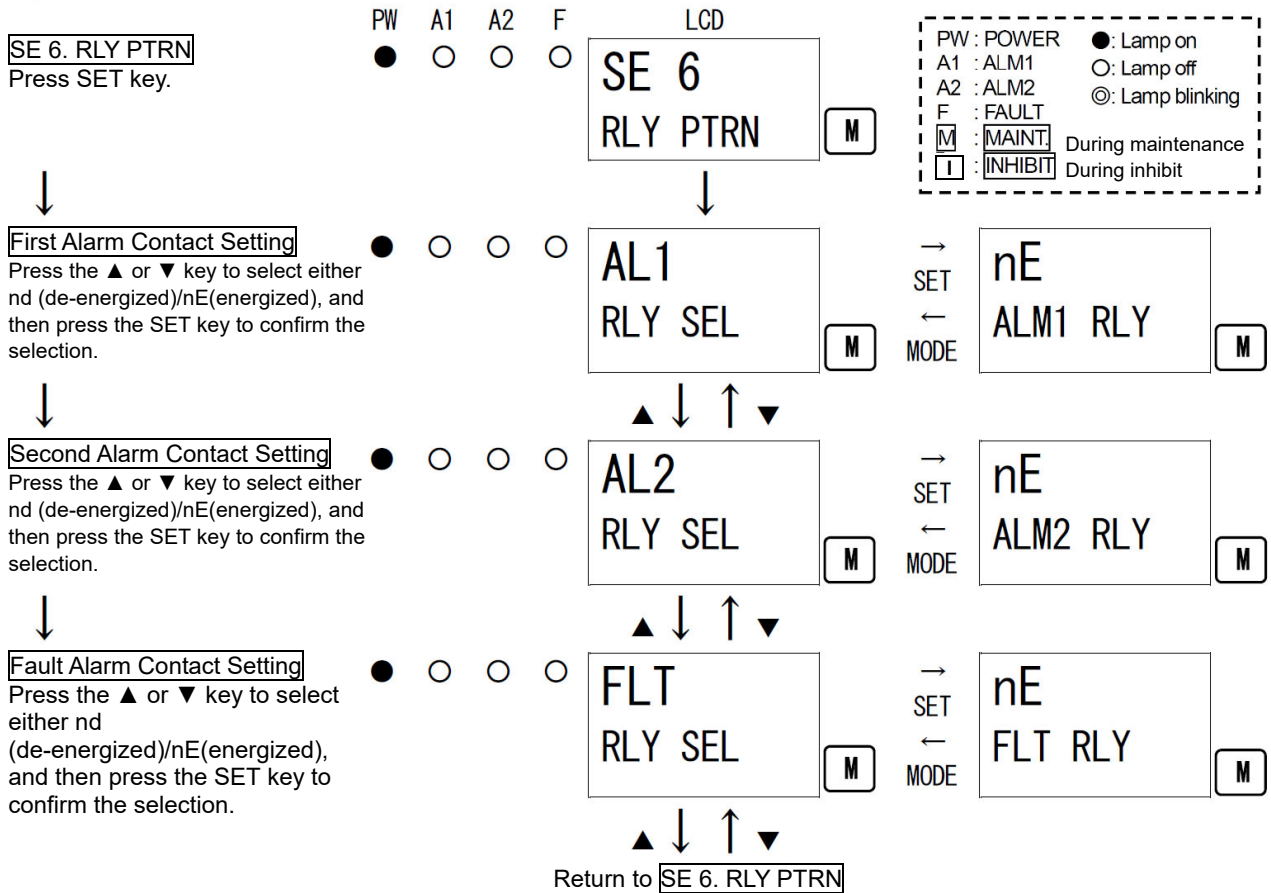 PW A1 A2 F LCD
SE 6. RLY PTRN
Press SET key.
● ○ ○ ○
SE 6
RLY PTRN
M
PW : POWER ●: Lamp on
A1 : ALM1 ○: Lamp off
A2 : ALM2 ◎: Lamp blinking
F : FAULT
M : MAINT. During maintenance
I : INHIBIT During inhibit
↓ ↓
First Alarm Contact Setting
Press the ▲ or ▼ key to select either
nd (de-energized)/nE(energized), and
then press the SET key to confirm the
selection.
● ○ ○ ○
AL1
RLY SEL
M
→
SET
←
MODE
nE
ALM1 RLY
M
↓ ▲ ↓ ↑ ▼
Second Alarm Contact Setting
Press the ▲ or ▼ key to select either
nd (de-energized)/nE(energized), and
then press the SET key to confirm the
selection.
● ○ ○ ○
AL2
RLY SEL
M
→
SET
←
MODE
nE
ALM2 RLY
M
↓ ▲ ↓ ↑ ▼
Fault Alarm Contact Setting
Press the ▲ or ▼ key to select
either nd
(de-energized)/nE(energized),
and then press the SET key to
confirm the selection.
● ○ ○ ○
FLT
RLY SEL
M
→
SET
←
MODE
nE
FLT RLY
M
▲ ↓ ↑ ▼
Return to SE 6. RLY PTRN